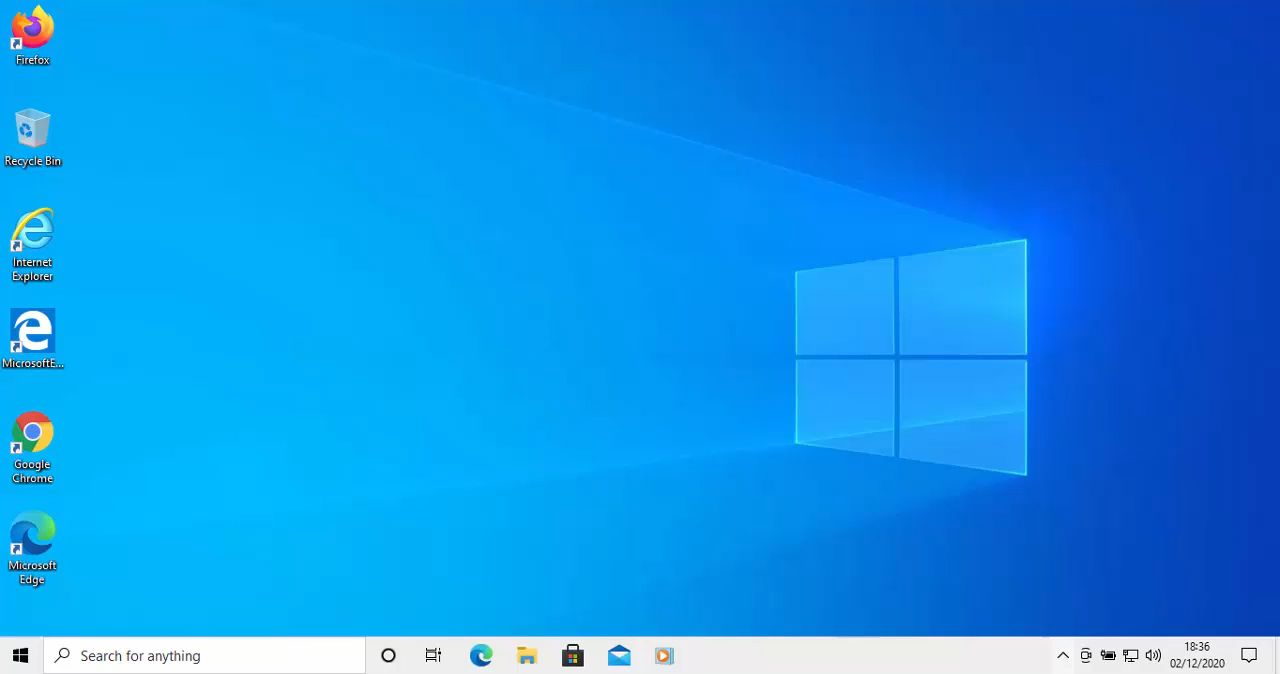 Firefox
Recycle Bin
Internet
Explorer
MicrosoftE...
Google
Chrome
Microsoft
Edge
Search for anything
18:36
02/12/2020